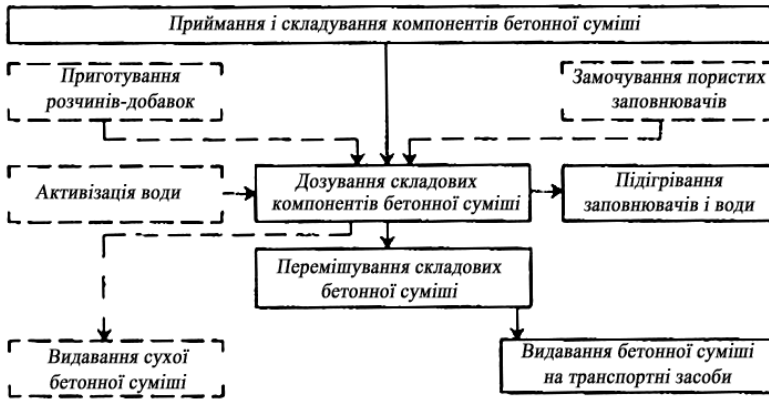 Приймання і складування компонентів бетонної суміші
Приготування
розчинів-добавок
Замочування пористих
заповнювачів
Активізація води
Дозування складових
компонентів бетонної суміші
Підігрівання
заповнювачів і води
Перемішування складових
бетонної суміші
Видавання сухої
бетонної суміші
Видавання бетонної суміші
на транспортні засоби